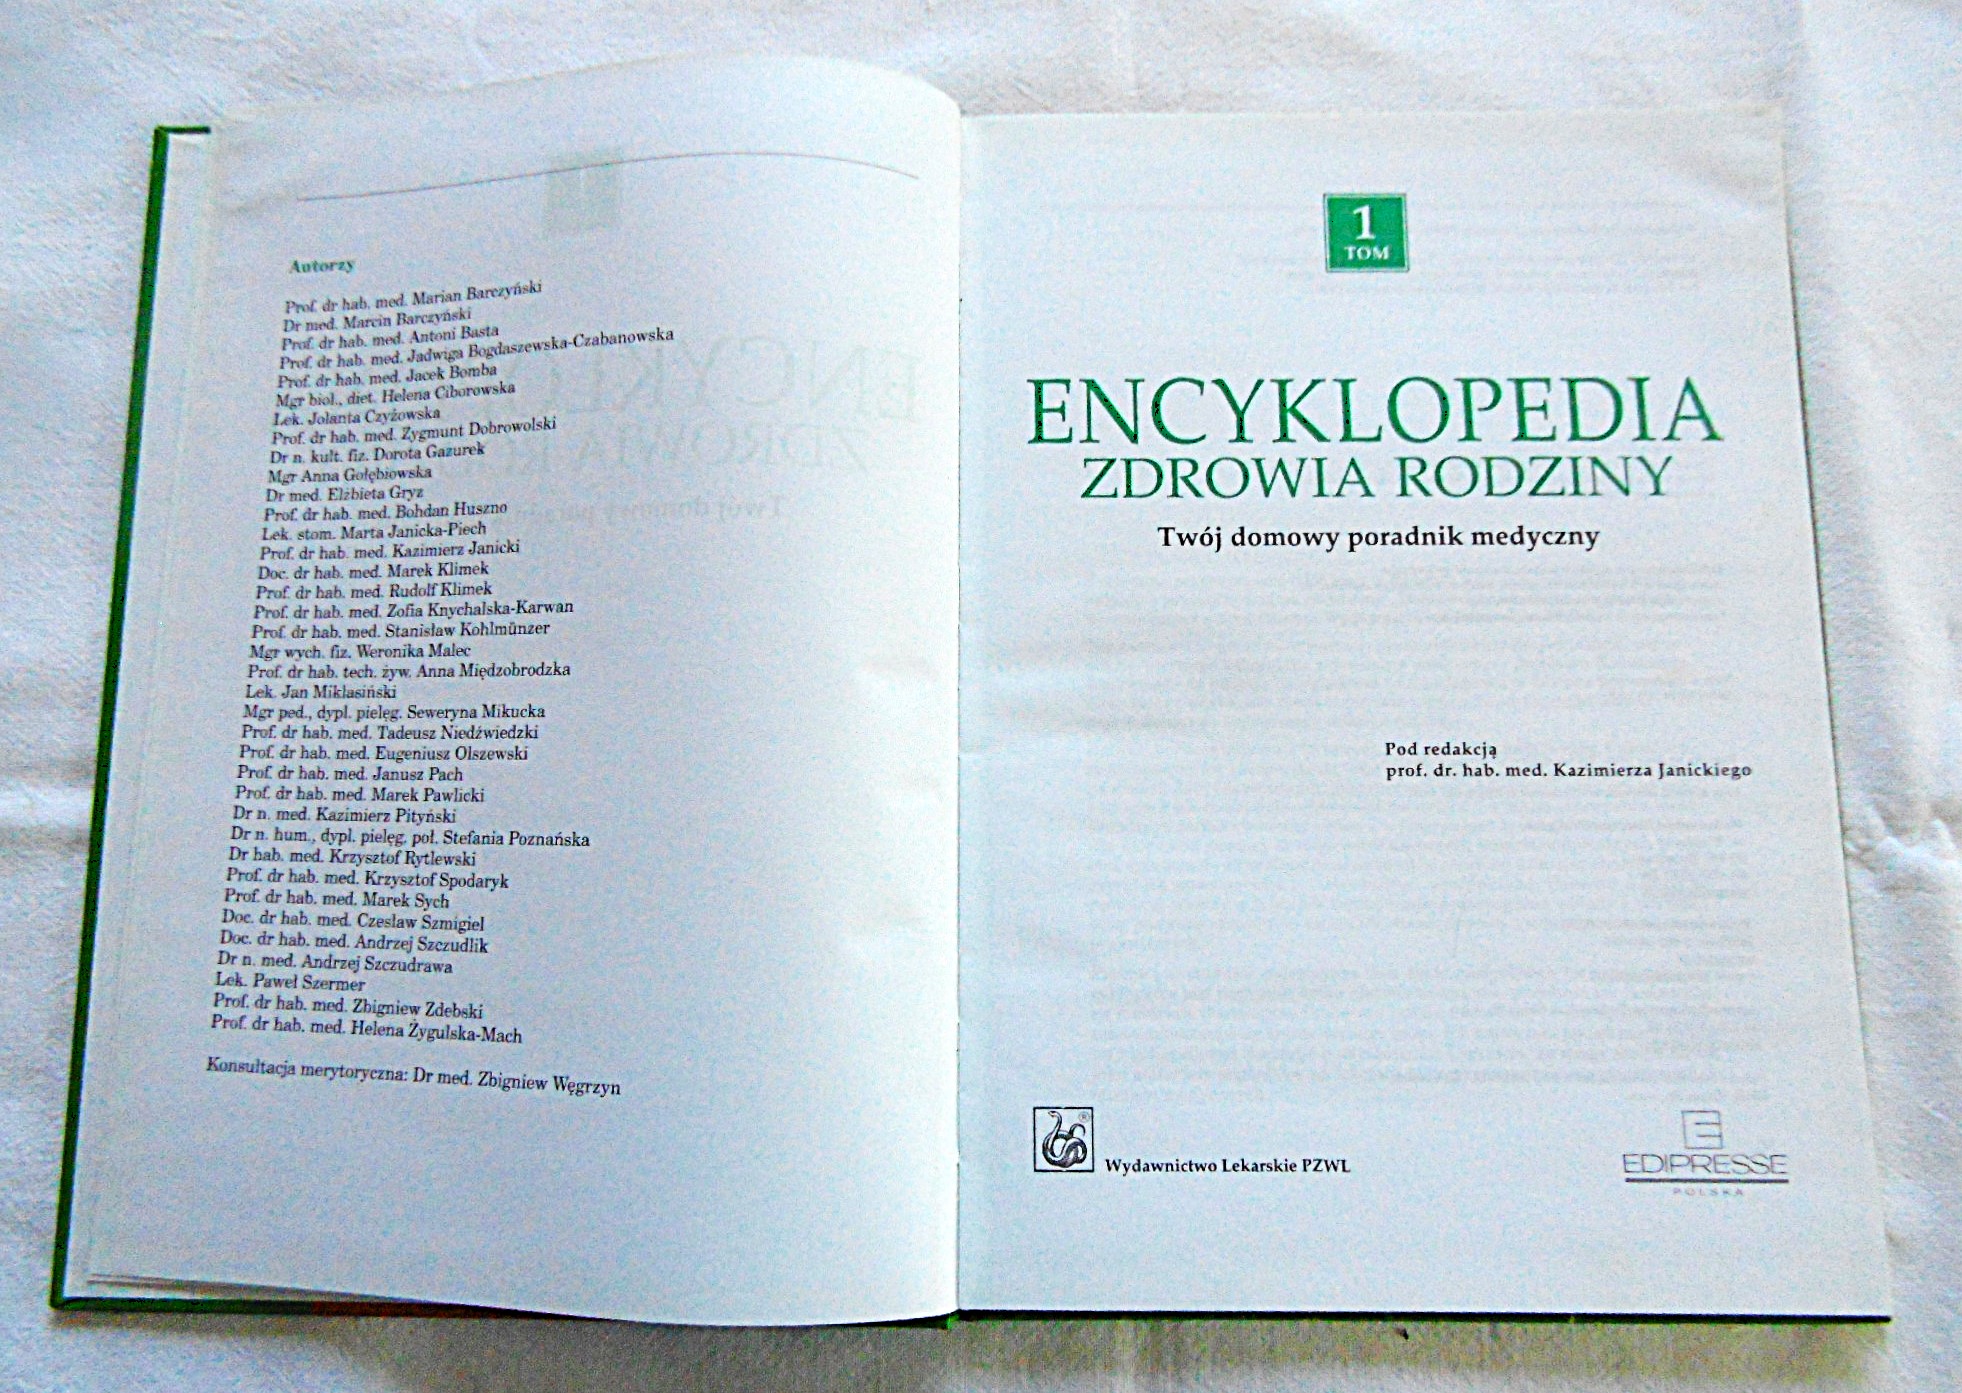 Autorzy
Prof. dr hab. med. Marian Barczyński
Dr med. Marcin Barczyński
Prof. dr hab. med. Antoni Basta
Prof. dr hab. med. Jadwiga Bogdaszewska-Czabanowska
Prof. dr hab. med. Jacek Bomba
Mgr biol., diet. Helena Ciborowska
Lek. Jolanta Czyżowska
Prof. dr hab. med. Zygmunt Dobrowolski
Dr n. kult. fiz. Dorota Gazurek
Mgr Anna Gołębiowska
Dr med. Elżbieta Gryz
Prof. dr hab. med. Bohdan Huszno
Lek. stom. Marta Janicka-Piech
Prof. dr hab. med. Kazimierz Janicki
Doc. dr hab. med. Marek Klimek
Prof. dr hab. med. Rudolf Klimek
Prof. dr hab. med. Zofia Knychalska-Karwan
Prof. dr hab. med. Stanisław Kohlmünzer
Mgr wych. fiz. Weronika Malec
Prof. dr hab. tech. żyw. Anna Międzobrodzka
Lek. Jan Miklasiński
Mgr ped., dypl. pielęg. Seweryna Mikucka
Prof. dr hab. med. Tadeusz Niedźwiedzki
Prof. dr hab. med. Eugeniusz Olszewski
Prof. dr hab. med. Janusz Pach
Prof. dr hab. med. Marek Pawlicki
Dr n. med. Kazimierz Pityński
Dr n. hum., dypl. pielęg. poł. Stefania Poznańska
Dr hab. med. Krzysztof Rytlewski
Prof. dr hab. med. Krzysztof Spodaryk
Prof. dr hab. med. Marek Sych
Doc. dr hab. med. Czesław Szmigiel
Doc. dr hab. med. Andrzej Szczudlik
Dr n. med. Andrzej Szczudrawa
Lek. Paweł Szermer
Prof. dr hab. med. Zbigniew Zdebski
Prof. dr hab. med. Helena Żygulska-Mach
Konsultacja merytoryczna: Dr med. Zbigniew Węgrzyn
1
TOM
ENCYKLOPEDIA
ZDROWIA RODZINY
Twój domowy poradnik medyczny
Pod redakcją
prof. dr. hab. med. Kazimierza Janickiego
®
Wydawnictwo Lekarskie PZWL
E
EDIPRESSE
POLSKA